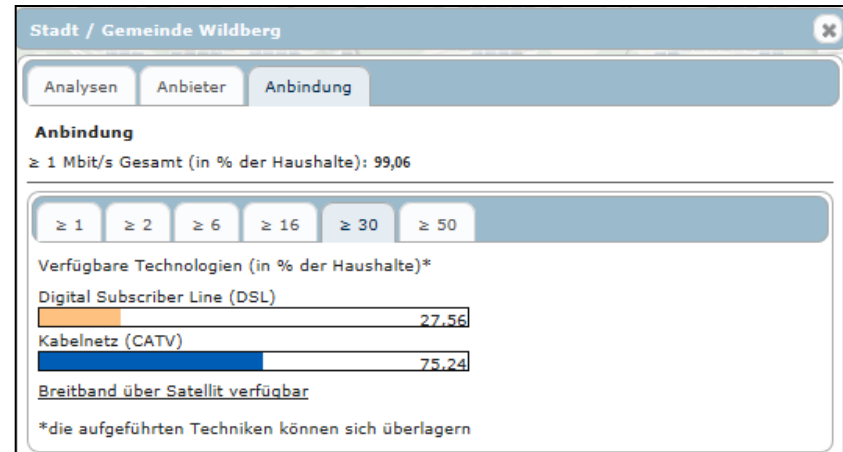 Stadt / Gemeinde Wildberg
Analysen Anbieter Anbindung
Anbindung
≥ 1 Mbit/s Gesamt (in % der Haushalte): 99,06
≥ 1 ≥ 2 ≥ 6 ≥ 16 ≥ 30 ≥ 50
Verfügbare Technologien (in % der Haushalte)*
Digital Subscriber Line (DSL)
27,56
Kabelnetz (CATV)
75,24
Breitband über Satellit verfügbar
*die aufgeführten Techniken können sich überlagern